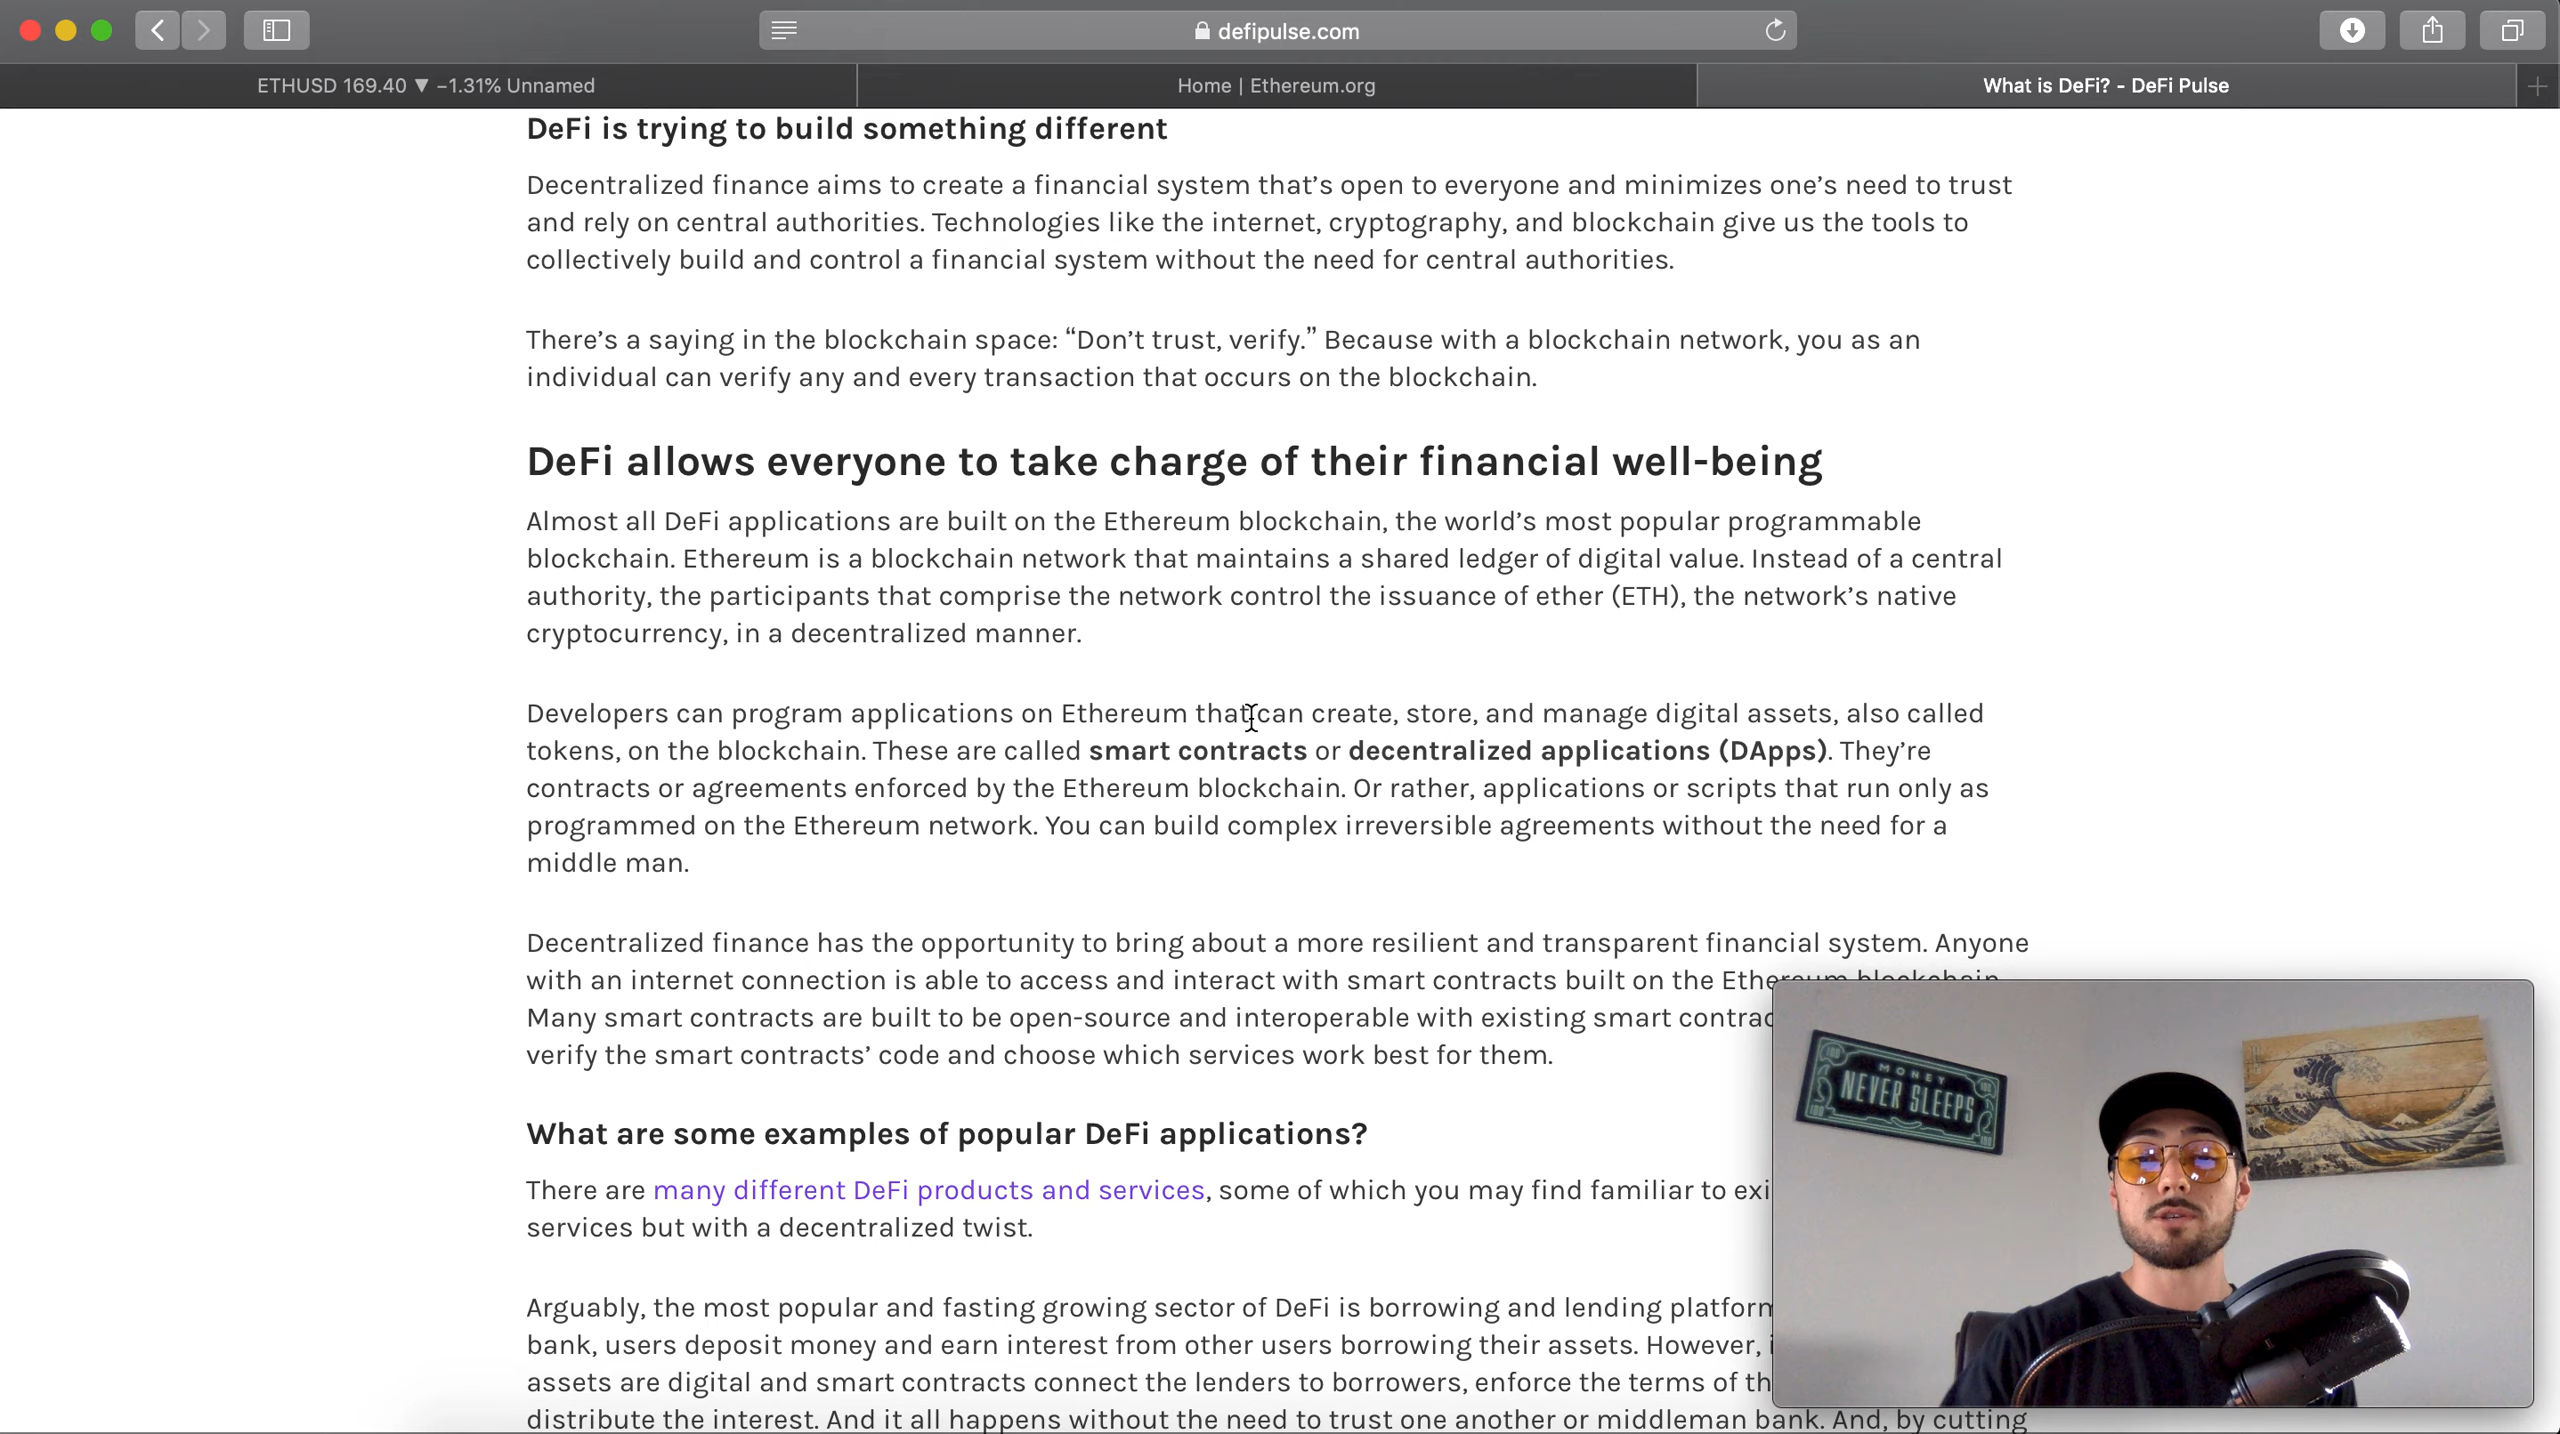 defipulse.com
ETHUSD 169.40 ▼ −1.31% Unnamed
Home | Ethereum.org
What is DeFi? - DeFi Pulse
DeFi is trying to build something different
Decentralized finance aims to create a financial system that’s open to everyone and minimizes one’s need to trust
and rely on central authorities. Technologies like the internet, cryptography, and blockchain give us the tools to
collectively build and control a financial system without the need for central authorities.
There’s a saying in the blockchain space: “Don’t trust, verify.” Because with a blockchain network, you as an
individual can verify any and every transaction that occurs on the blockchain.
DeFi allows everyone to take charge of their financial well-being
Almost all DeFi applications are built on the Ethereum blockchain, the world’s most popular programmable
blockchain. Ethereum is a blockchain network that maintains a shared ledger of digital value. Instead of a central
authority, the participants that comprise the network control the issuance of ether (ETH), the network’s native
cryptocurrency, in a decentralized manner.
Developers can program applications on Ethereum that can create, store, and manage digital assets, also called
tokens, on the blockchain. These are called smart contracts or decentralized applications (DApps). They’re
contracts or agreements enforced by the Ethereum blockchain. Or rather, applications or scripts that run only as
programmed on the Ethereum network. You can build complex irreversible agreements without the need for a
middle man.
Decentralized finance has the opportunity to bring about a more resilient and transparent financial system. Anyone
with an internet connection is able to access and interact with smart contracts built on the Ethereum blockchain
Many smart contracts are built to be open-source and interoperable with existing smart
verify the smart contracts’ code and choose which services work best for them.
What are some examples of popular DeFi applications?
There are many different DeFi products and services, some of which you may find familiar to
services but with a decentralized twist.
Arguably, the most popular and fasting growing sector of DeFi is borrowing and lending
bank, users deposit money and earn interest from other users borrowing their assets. However,
assets are digital and smart contracts connect the lenders to borrowers, enforce the terms of
distribute the interest. And it all happens without the need to trust one another or middleman bank. And, by cutting
MONEY
NEVER SLEEPS